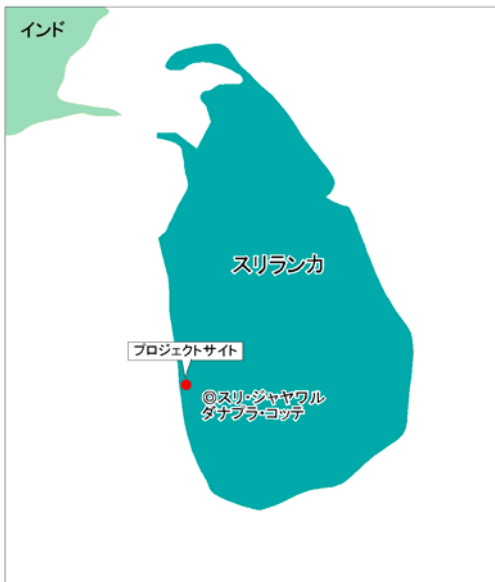 インド
スリランカ
プロジェクトサイト
◎スリ・ジャヤワル
ダナプラ・コッテ